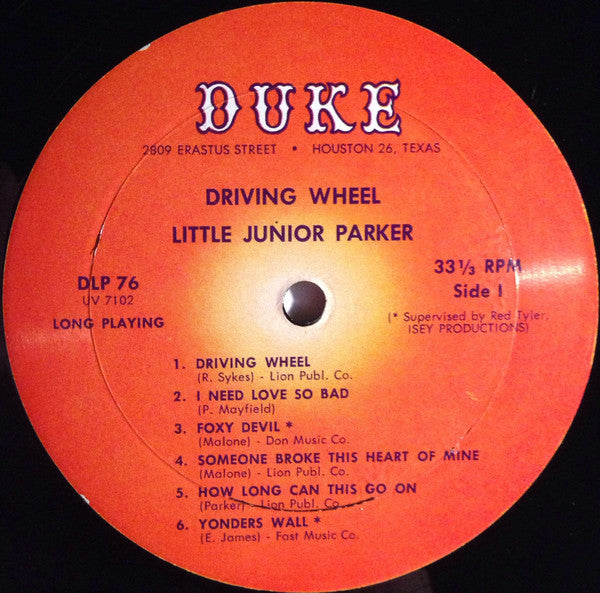 DUKE
2809 ERASTUS STREET • HOUSTON 26, TEXAS
DRIVING WHEEL
LITTLE JUNIOR PARKER
DLP 76
UV 7102
LONG PLAYING
33 1/3 RPM
Side I
(* Supervised by Red Tyler,
ISEY PRODUCTIONS)
1. DRIVING WHEEL
(R. Sykes) - Lion Publ. Co.
2. I NEED LOVE SO BAD
(P. Mayfield)
3. FOXY DEVIL *
(Malone) - Don Music Co.
4. SOMEONE BROKE THIS HEART OF MINE
(Malone) - Lion Publ. Co.
5. HOW LONG CAN THIS GO ON
(Parker) - Lion Publ. Co.
6. YONDERS WALL *
(E. James) - Fast Music Co.